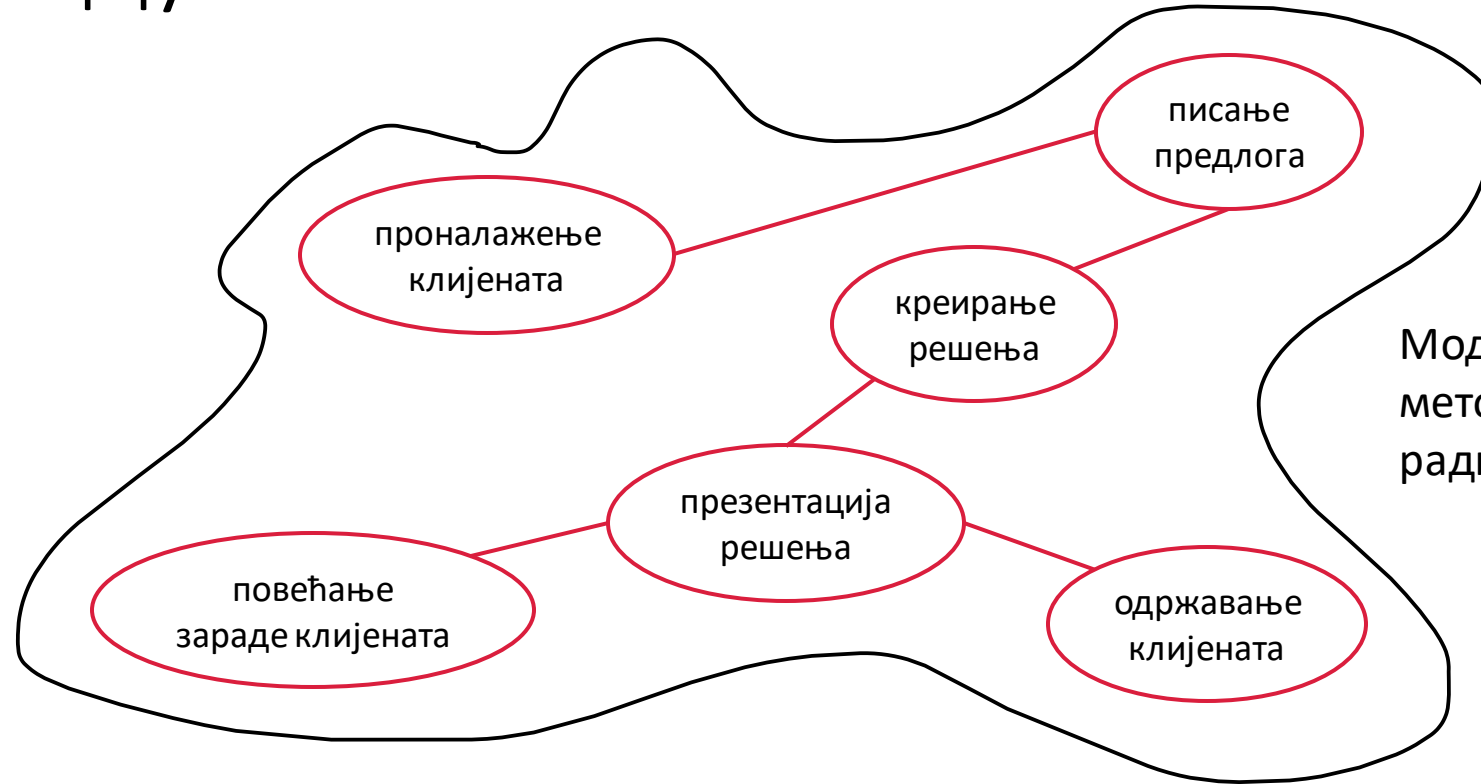 писање
предлога
проналажење
клијената
креирање
решења
презентација
решења
повећање
зараде клијената
одржавање
клијената